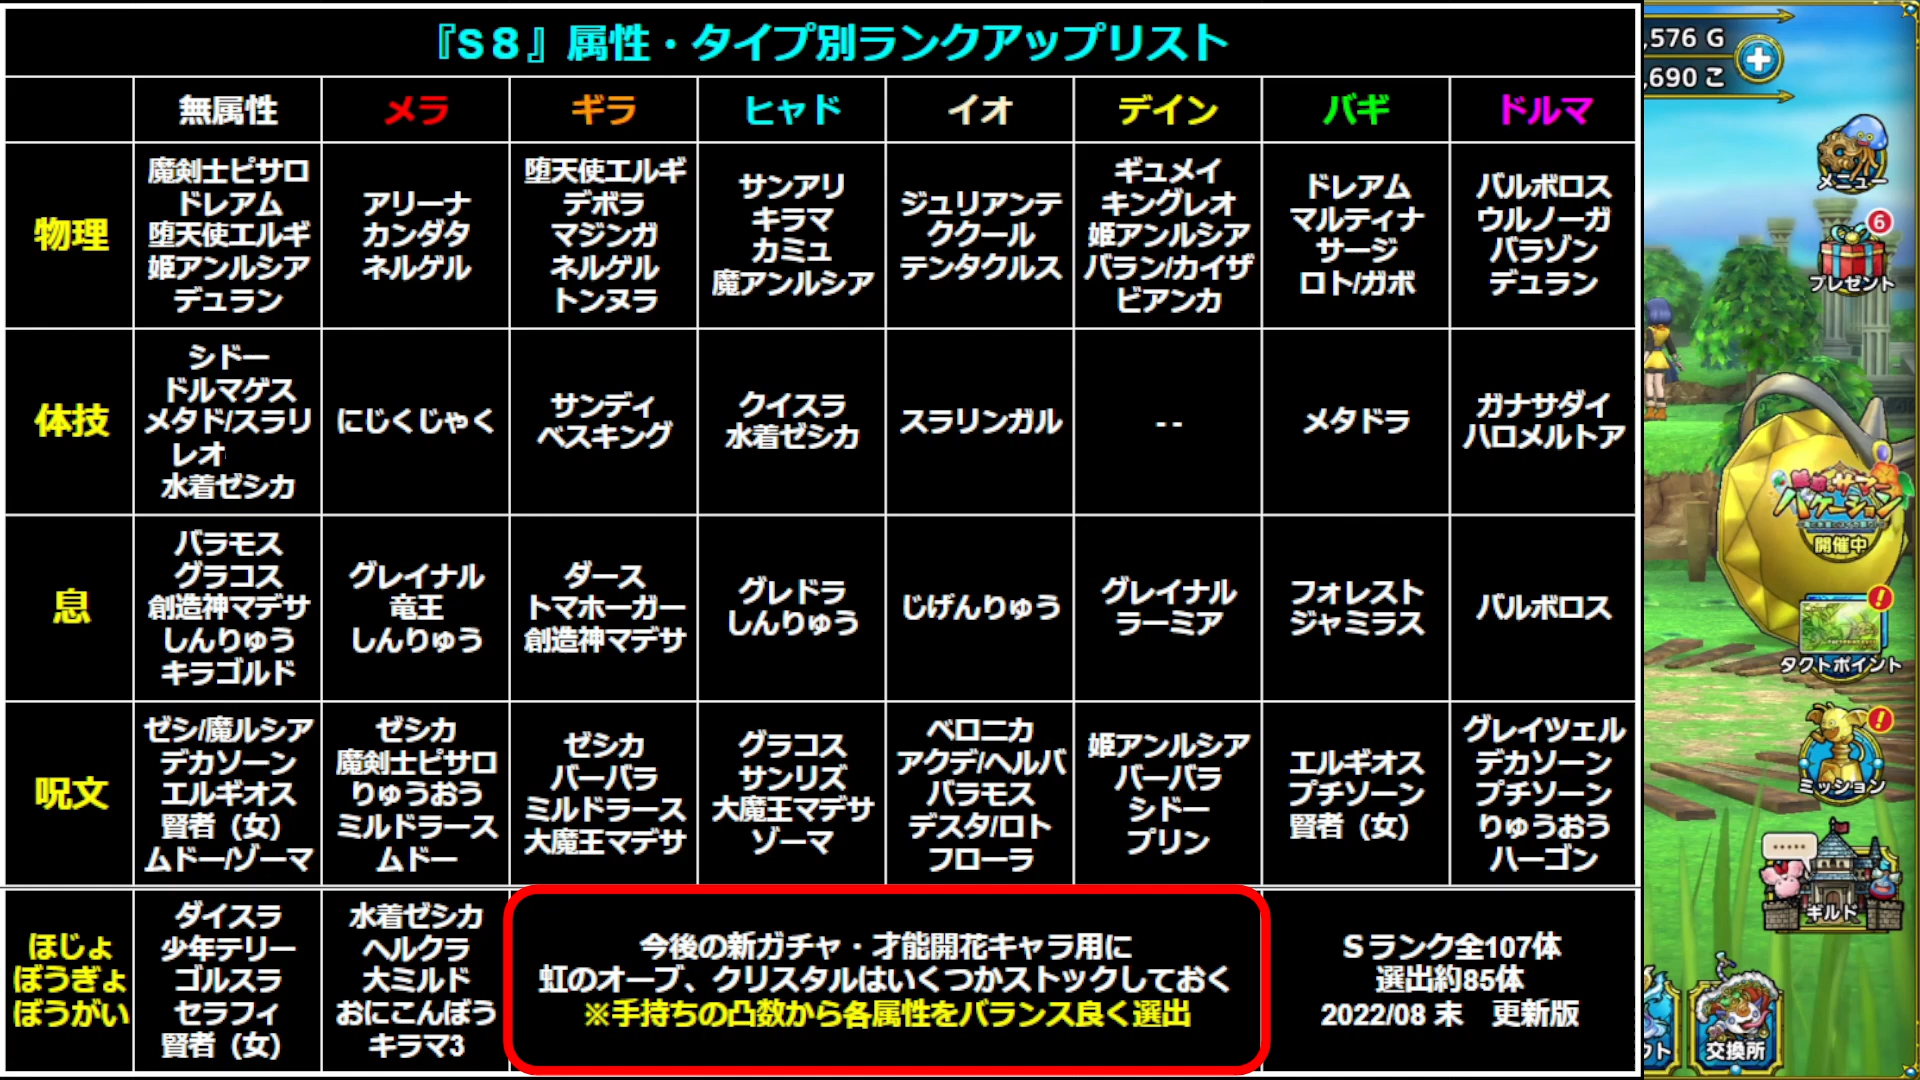 『S８』属性・タイプ別ランクアップリスト
無属性
メラ
ギラ
ヒャド
イオ
デイン
バギ
ドルマ
物理
魔剣士ピサロ
ドレアム
堕天使エルギ
姫アンルシア
デュラン
アリーナ
カンダタ
ネルゲル
堕天使エルギ
デボラ
マジンガ
ネルゲル
トンヌラ
サンアリ
キラマ
カミュ
魔アンルシア
ジュリアンテ
ククール
テンタクルス
ギュメイ
キングレオ
姫アンルシア
バラン/カイザ
ビアンカ
ドレアム
マルティナ
サージ
ロト/ガボ
バルボロス
ウルノーガ
バラゾン
デュラン
体技
シドー
ドルマゲス
メタド/スラリ
レオ
水着ゼシカ
にじくじゃく
サンディ
ベスキング
クイスラ
水着ゼシカ
スラリンガル
--
メタドラ
ガナサダイ
ハロメルトア
息
バラモス
グラコス
創造神マデサ
しんりゅう
キラゴルド
グレイナル
竜王
しんりゅう
ダース
トマホーガー
創造神マデサ
グレドラ
しんりゅう
じげんりゅう
グレイナル
ラーミア
フォレスト
ジャミラス
バルボロス
呪文
ゼシ/魔ルシア
デカソーン
エルギオス
賢者（女）
ムドー/ゾーマ
ゼシカ
魔剣士ピサロ
りゅうおう
ミルドラース
ムドー
ゼシカ
バーバラ
ミルドラース
大魔王マデサ
グラコス
サンリズ
大魔王マデサ
ゾーマ
ベロニカ
アクデ/ヘルバ
バラモス
デスタ/ロト
フローラ
姫アンルシア
バーバラ
シドー
プリン
エルギオス
プチソーン
賢者（女）
グレイツェル
デカソーン
プチソーン
りゅうおう
ハーゴン
ほじょ
ぼうぎょ
ぼうがい
ダイスラ
少年テリー
ゴルスラ
セラフィ
賢者（女）
水着ゼシカ
ヘルクラ
大ミルド
おにこんぼう
キラマ3
今後の新ガチャ・才能開花キャラ用に
虹のオーブ、クリスタルはいくつかストックしておく
※手持ちの凸数から各属性をバランス良く選出
Ｓランク全107体
選出約85体
2022/08 末　更新版
,576 G
,690 こ
メニュー
6
プレゼント
サマー
バケーション
開催中
!
タクトポイント
!
ミッション
ギルド
クト
交換所